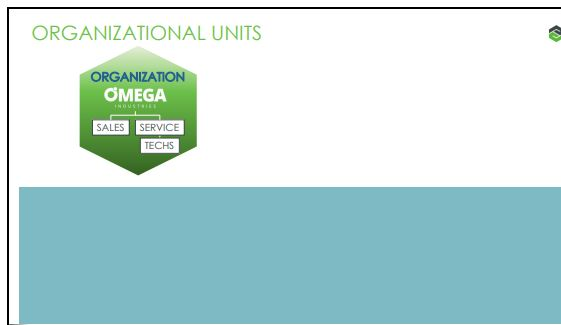 ORGANIZATIONAL UNITS
ORGANIZATION
OMEGA
INDUSTRIES
SALES SERVICE
TECHS